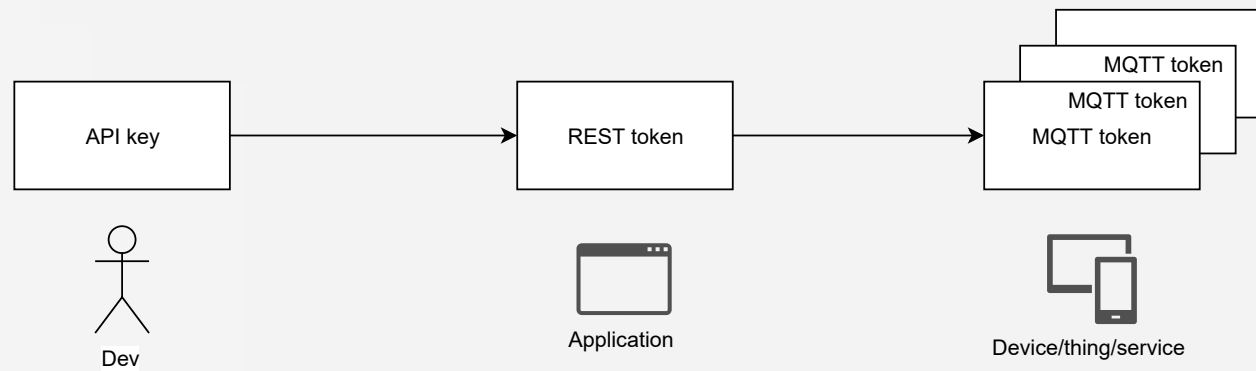 MQTT token
MQTT token
API key
REST token
MQTT token
Application
Device/thing/service
Dev